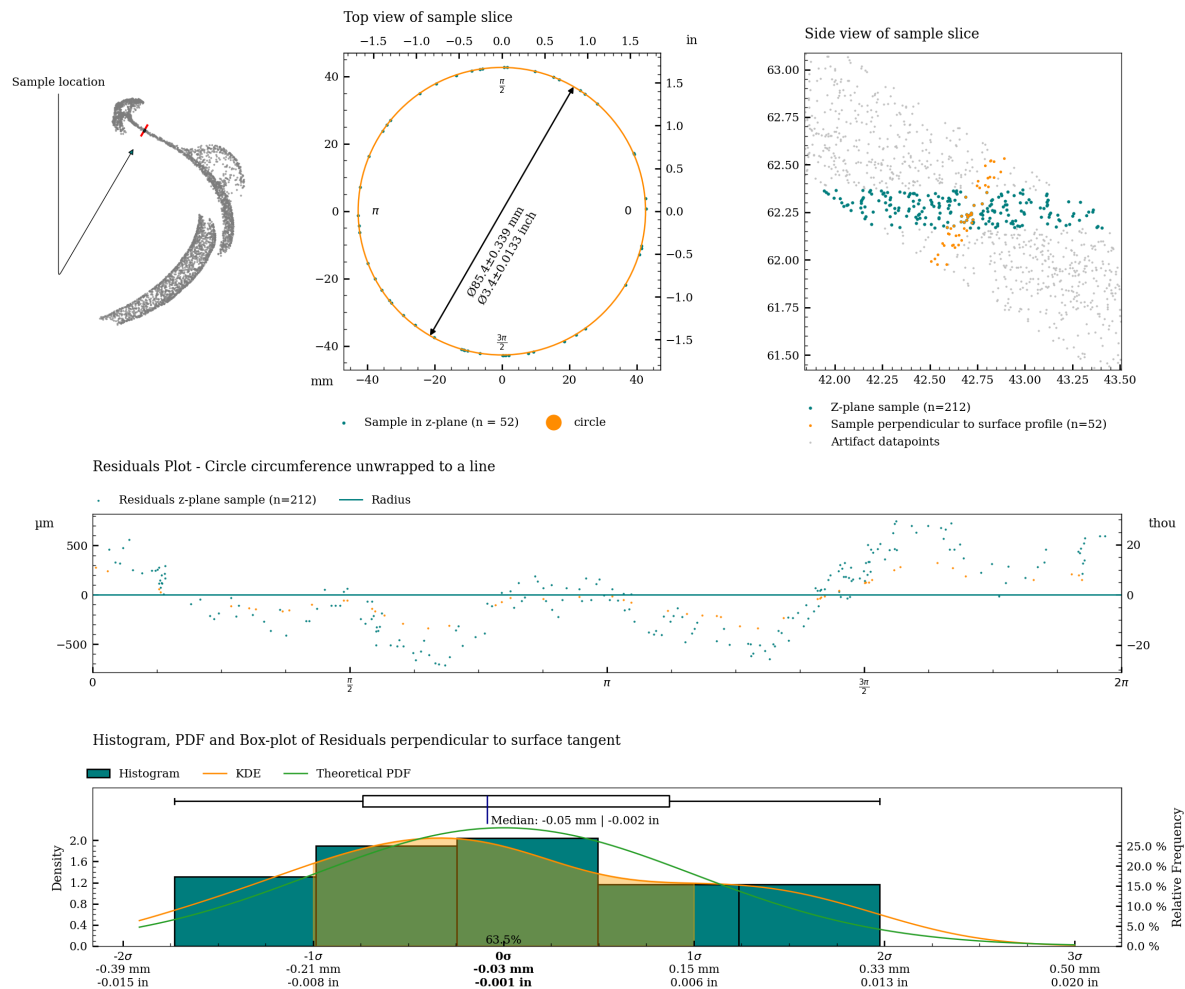 Top view of sample slice
Side view of sample slice
Sample location
−1.5 −1.0 −0.5 0.0 0.5 1.0 1.5 in
40
20
0
−20
−40
mm
−40 −20 0 20 40
1.5
1.0
0.5
0.0
−0.5
−1.0
−1.5
π/2
π
0
3π/2
Ø85.4±0.339 mm
Ø3.4±0.0133 inch
Sample in z-plane (n = 52) circle
63.00
62.75
62.50
62.25
62.00
61.75
61.50
42.00 42.25 42.50 42.75 43.00 43.25 43.50
Z-plane sample (n=212)
Sample perpendicular to surface profile (n=52)
Artifact datapoints
Residuals Plot - Circle circumference unwrapped to a line
Residuals z-plane sample (n=212) Radius
µm
500
0
−500
thou
20
0
−20
0 π/2 π 3π/2 2π
Histogram, PDF and Box-plot of Residuals perpendicular to surface tangent
Histogram KDE Theoretical PDF
Median: -0.05 mm | -0.002 in
Density
2.0
1.6
1.2
0.8
0.4
0.0
Relative Frequency
25.0 %
20.0 %
15.0 %
10.0 %
5.0 %
0.0 %
63.5%
-2σ -1σ 0σ 1σ 2σ 3σ
-0.39 mm -0.21 mm -0.03 mm 0.15 mm 0.33 mm 0.50 mm
-0.015 in -0.008 in -0.001 in 0.006 in 0.013 in 0.020 in